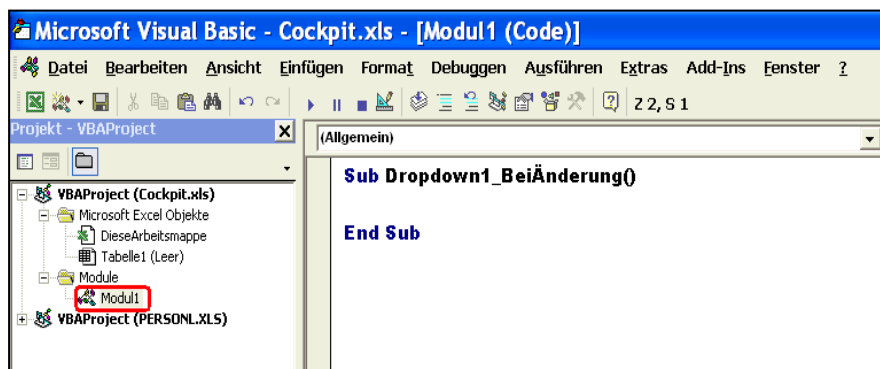 Microsoft Visual Basic - Cockpit.xls - [Modul1 (Code)]
Datei Bearbeiten Ansicht Einfügen Format Debuggen Ausführen Extras Add-Ins Fenster ?
Z 2, S 1
Projekt - VBAProject
(Allgemein)
Sub Dropdown1_BeiÄnderung()
End Sub
VBAProject (Cockpit.xls)
Microsoft Excel Objekte
DieseArbeitsmappe
Tabelle1 (Leer)
Module
Modul1
VBAProject (PERSONL.XLS)